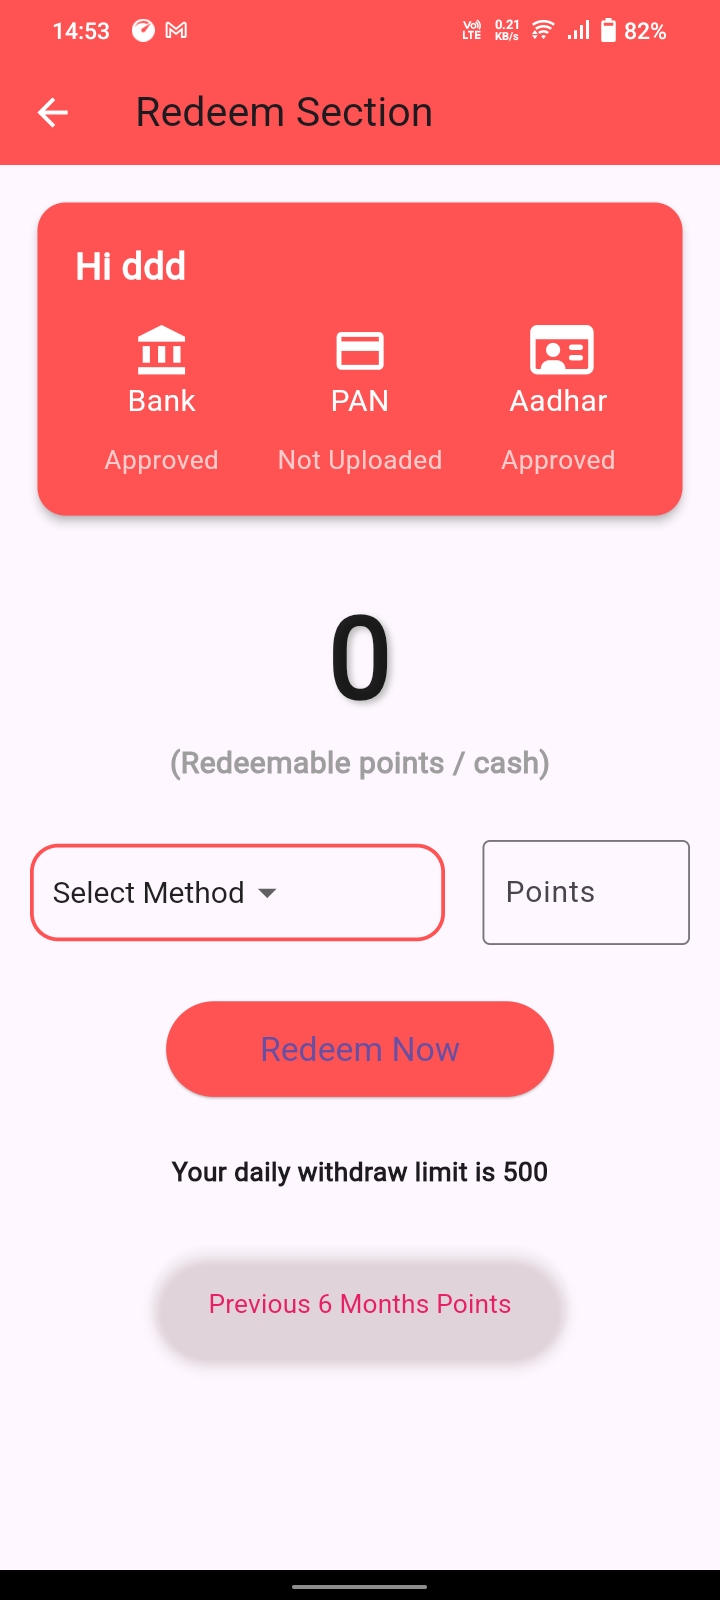 14:53 Vo) LTE 0.21 KB/s 82%
Redeem Section
Hi ddd
Bank PAN Aadhar
Approved Not Uploaded Approved
0
(Redeemable points / cash)
Select Method Points
Redeem Now
Your daily withdraw limit is 500
Previous 6 Months Points